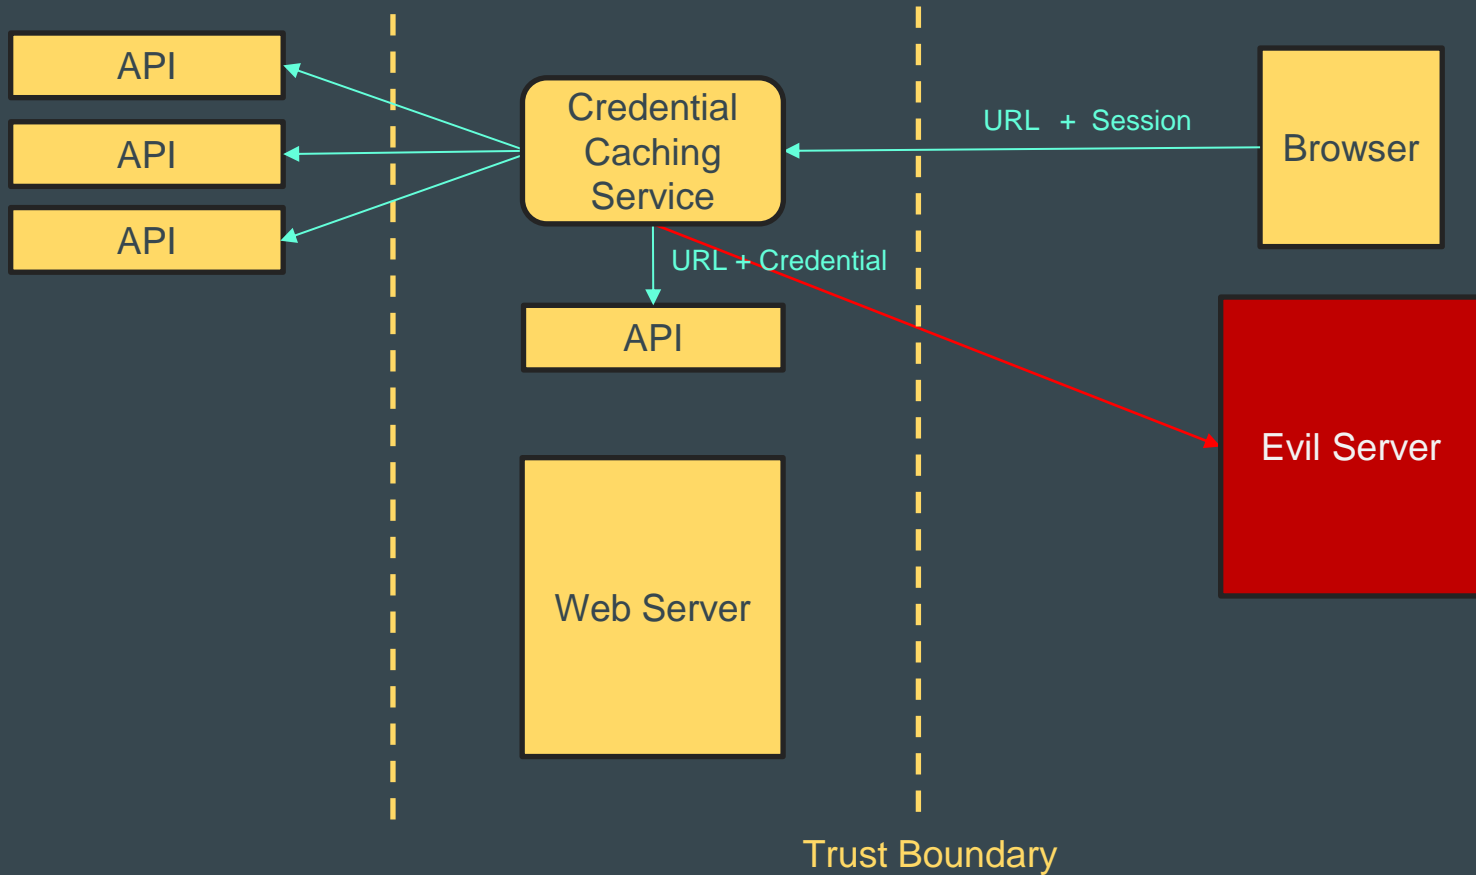 API
API
API
Credential
Caching
Service
URL + Session
Browser
URL + Credential
API
Evil Server
Web Server
Trust Boundary